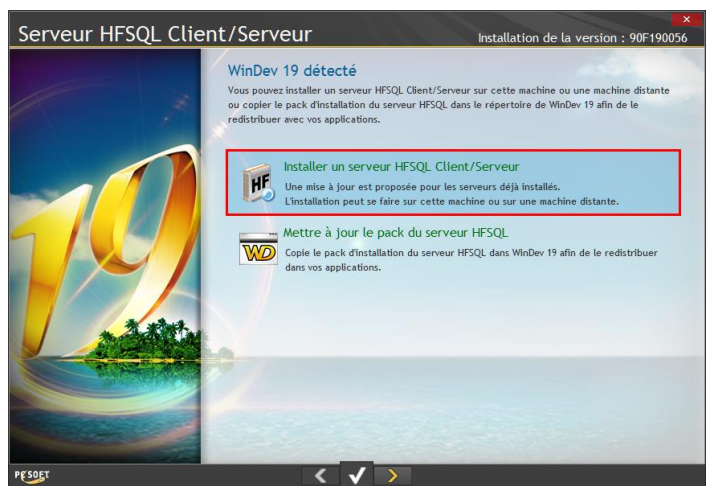 Serveur HFSQL Client/Serveur
Installation de la version : 90F190056
WinDev 19 détecté
Vous pouvez installer un serveur HFSQL Client/Serveur sur cette machine ou une machine distante
ou copier le pack d'installation du serveur HFSQL dans le répertoire de WinDev 19 afin de le
redistribuer avec vos applications.
HF
Installer un serveur HFSQL Client/Serveur
Une mise à jour est proposée pour les serveurs déjà installés.
L'installation peut se faire sur cette machine ou sur une machine distante.
WD
Mettre à jour le pack du serveur HFSQL
Copie le pack d'installation du serveur HFSQL dans WinDev 19 afin de le redistribuer
dans vos applications.
19
PCSOFT